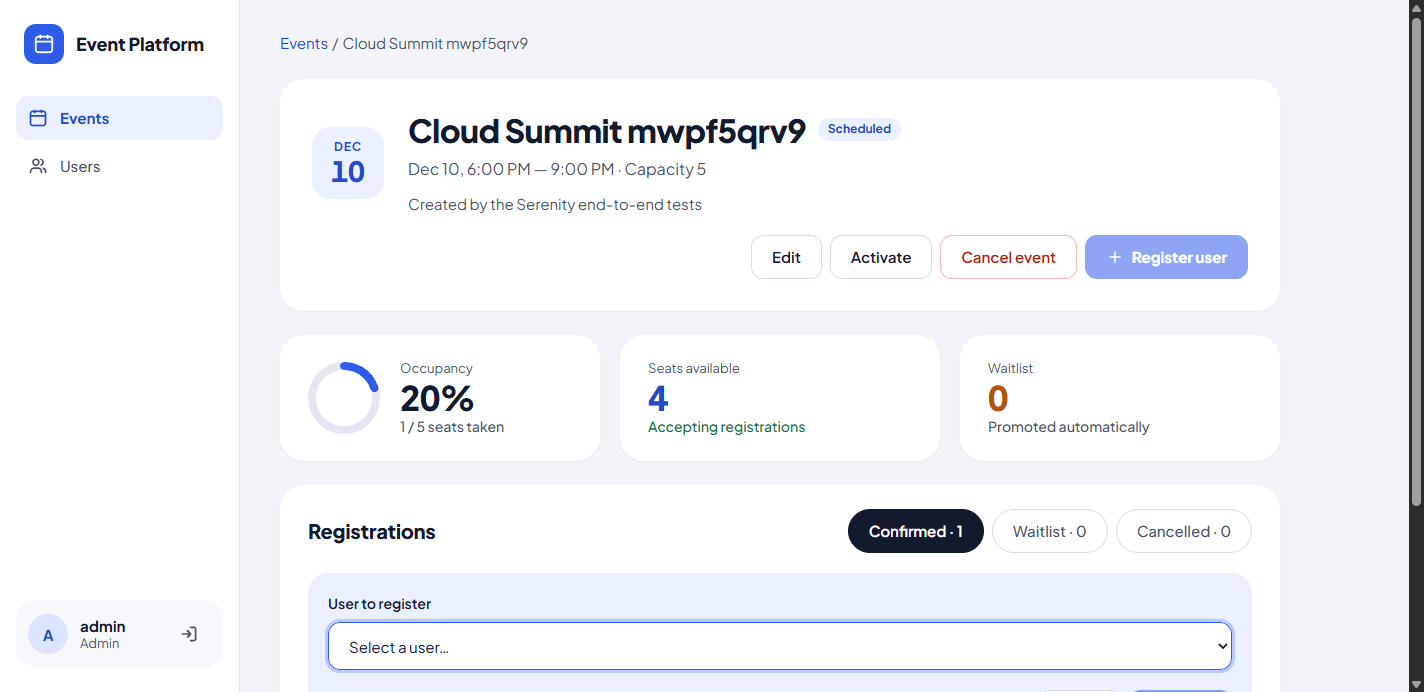 Event Platform
Events
Users
admin
Admin
A
Events / Cloud Summit mwpf5qrv9
DEC
10
Cloud Summit mwpf5qrv9
Scheduled
Dec 10, 6:00 PM — 9:00 PM · Capacity 5
Created by the Serenity end-to-end tests
Edit
Activate
Cancel event
+ Register user
Occupancy
20%
1 / 5 seats taken
Seats available
4
Accepting registrations
Waitlist
0
Promoted automatically
Registrations
Confirmed · 1
Waitlist · 0
Cancelled · 0
User to register
Select a user...